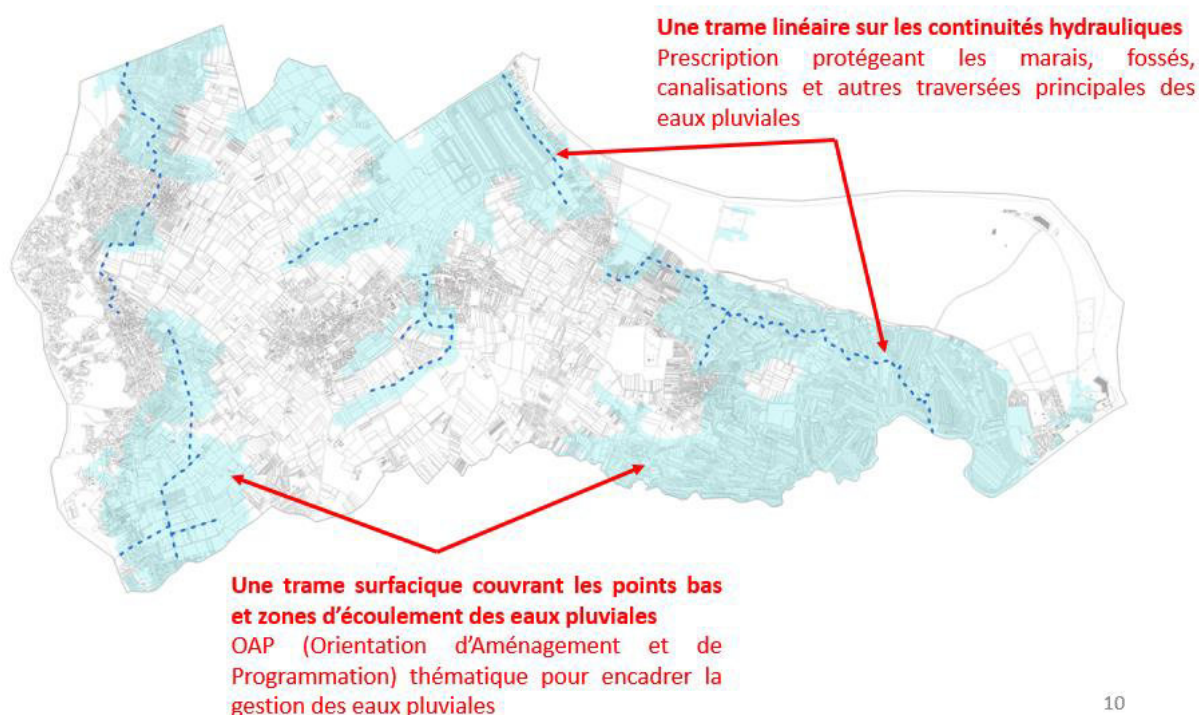 Une trame linéaire sur les continuités hydrauliques
Prescription protégeant les marais, fossés,
canalisations et autres traversées principales des
eaux pluviales
Une trame surfacique couvrant les points bas
et zones d'écoulement des eaux pluviales
OAP (Orientation d'Aménagement et de
Programmation) thématique pour encadrer la
gestion des eaux pluviales
10